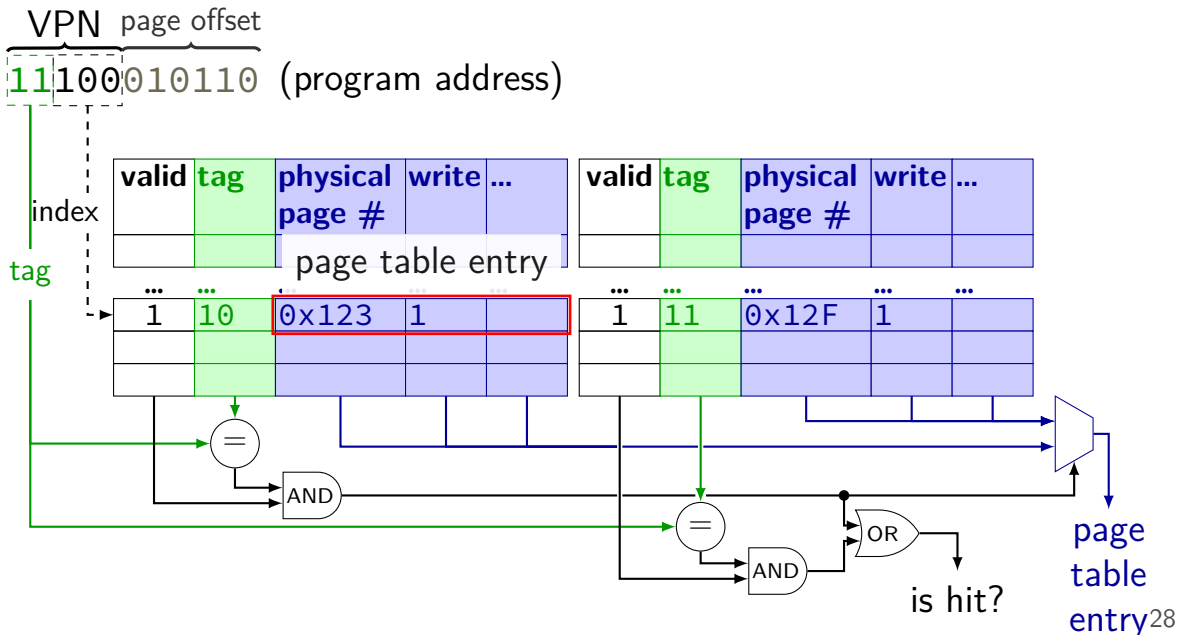 VPN page offset
11100010110 (program address)
valid tag physical page # write ... valid tag physical page # write ...
index
page table entry
tag
... ... ... ... ... ... ... ... ... ...
1 10 0x123 1 1 11 0x12F 1
=
AND
=
OR
AND
is hit?
page
table
entry
28